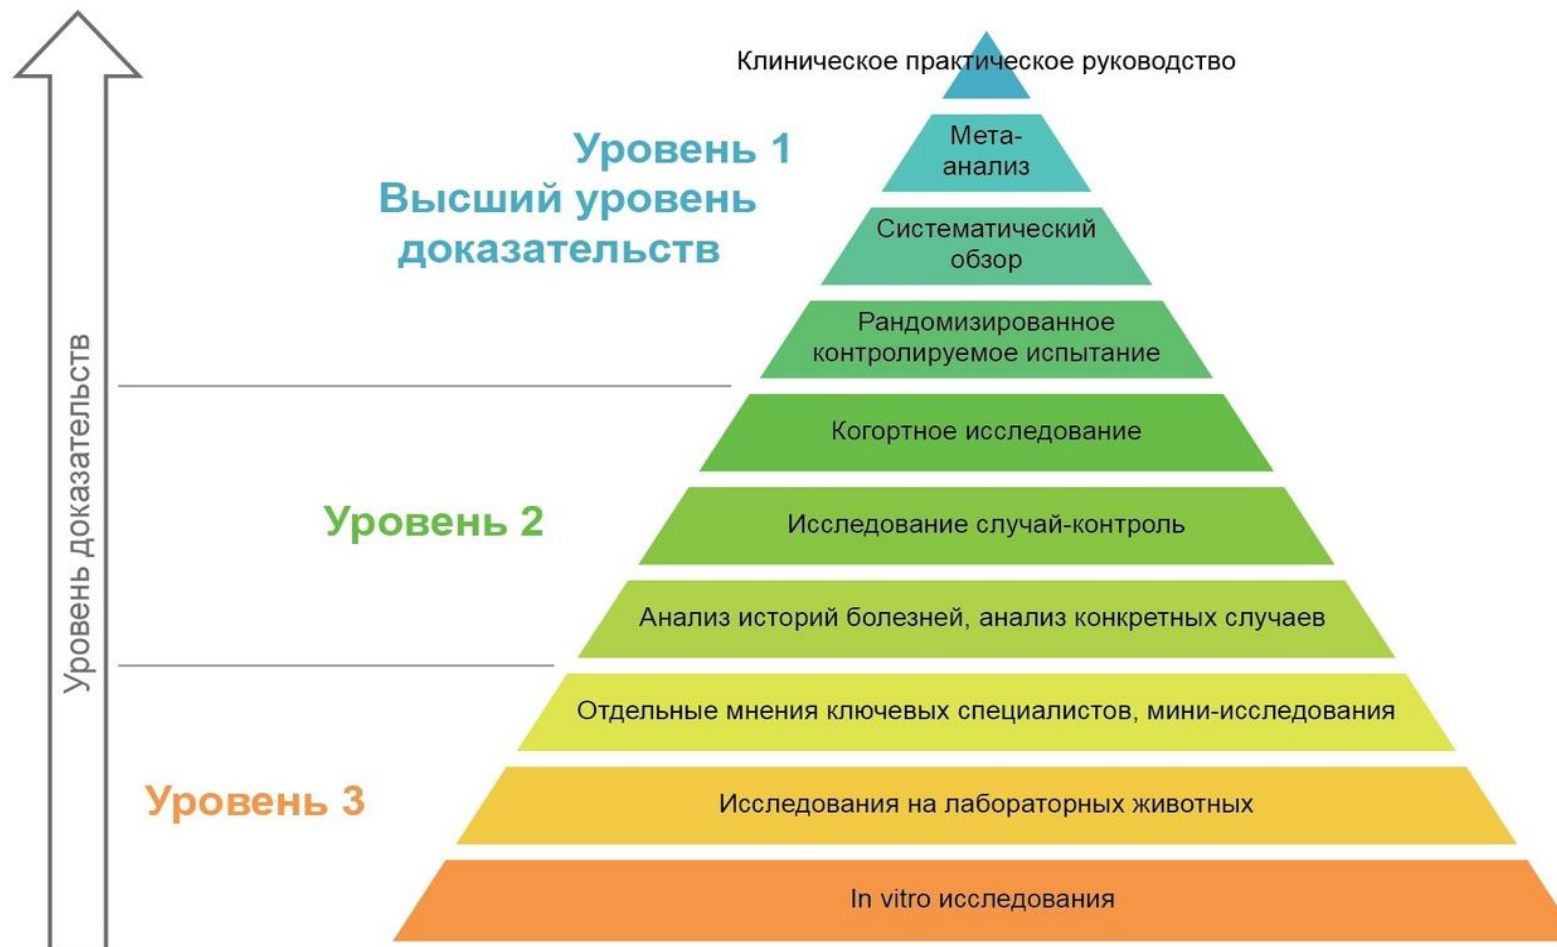 Клиническое практическое руководство
Уровень 1
Высший уровень
доказательств
Мета-
анализ
Систематический
обзор
Рандомизированное
контролируемое испытание
Уровень доказательств
Когортное исследование
Уровень 2
Исследование случай-контроль
Анализ историй болезней, анализ конкретных случаев
Отдельные мнения ключевых специалистов, мини-исследования
Уровень 3
Исследования на лабораторных животных
In vitro исследования